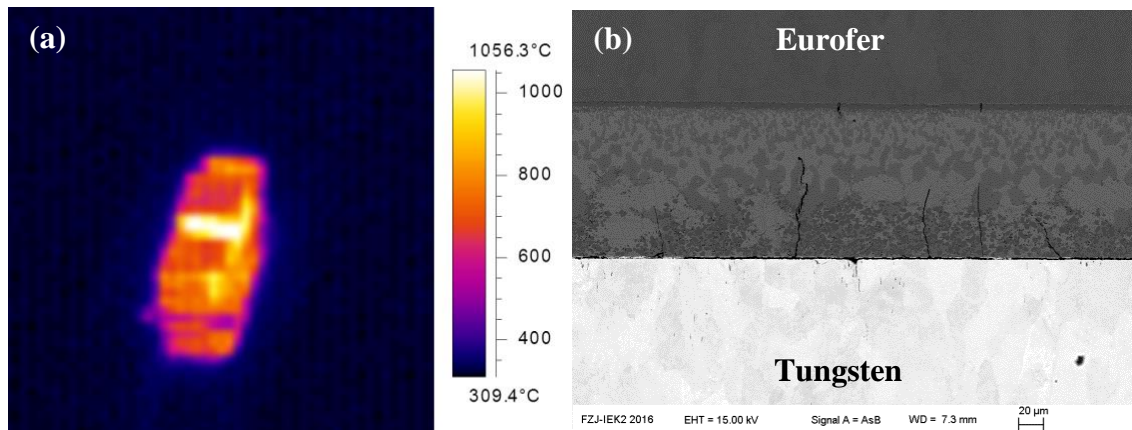 (a)
1056.3°C
1000
800
600
400
309.4°C
(b)
Eurofer
Tungsten
FZJ-IEK2 2016 EHT = 15.00 kV Signal A = AsB WD = 7.3 mm 20 µm